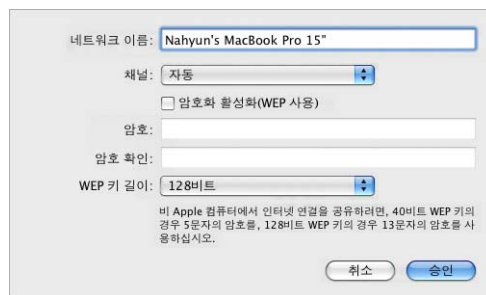 네트워크 이름: Nahyun's MacBook Pro 15"
채널: 자동
암호화 활성화(WEP 사용)
암호:
암호 확인:
WEP 키 길이: 128비트
비 Apple 컴퓨터에서 인터넷 연결을 공유하려면, 40비트 WEP 키의
경우 5문자의 암호를, 128비트 WEP 키의 경우 13문자의 암호를 사
용하십시오.
취소 승인